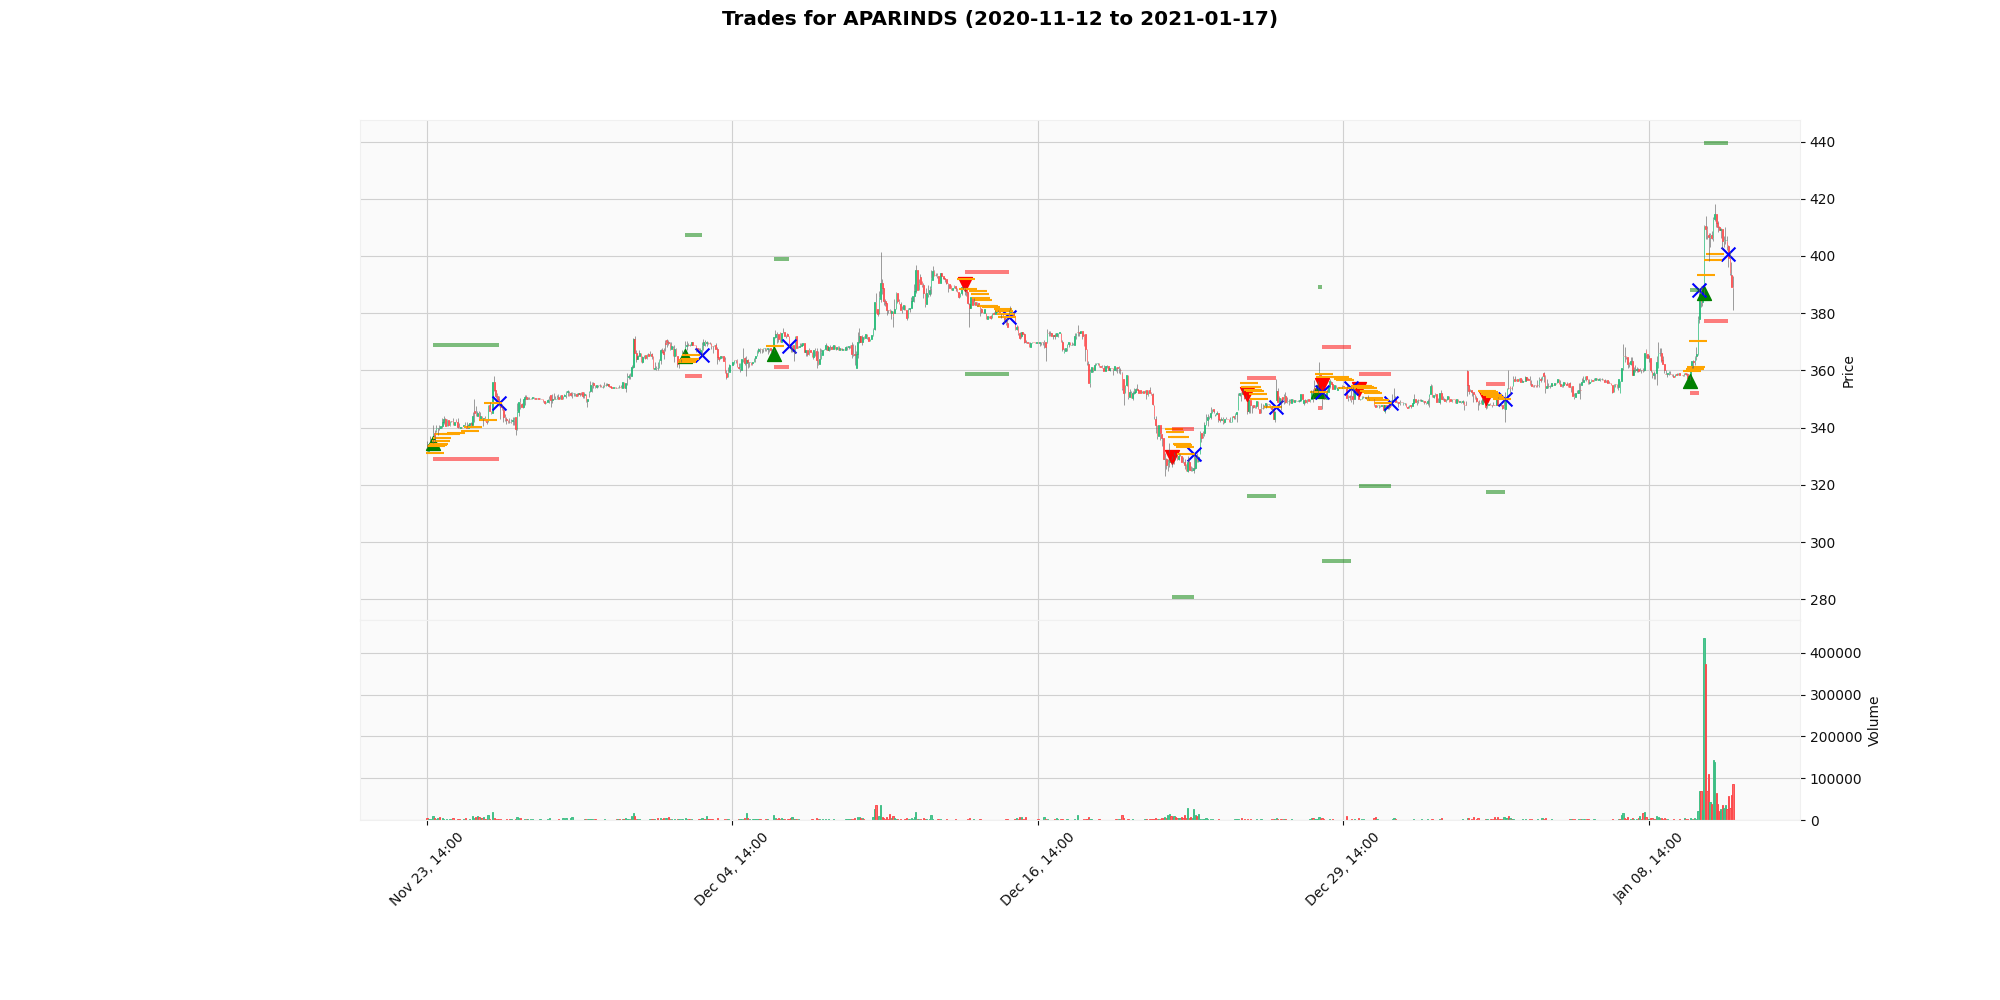 Trades for APARINDS (2020-11-12 to 2021-01-17)
440
420
400
380
360
340
320
300
280
Price
400000
300000
200000
100000
0
Volume
Nov 23, 14:00
Dec 04, 14:00
Dec 16, 14:00
Dec 29, 14:00
Jan 08, 14:00